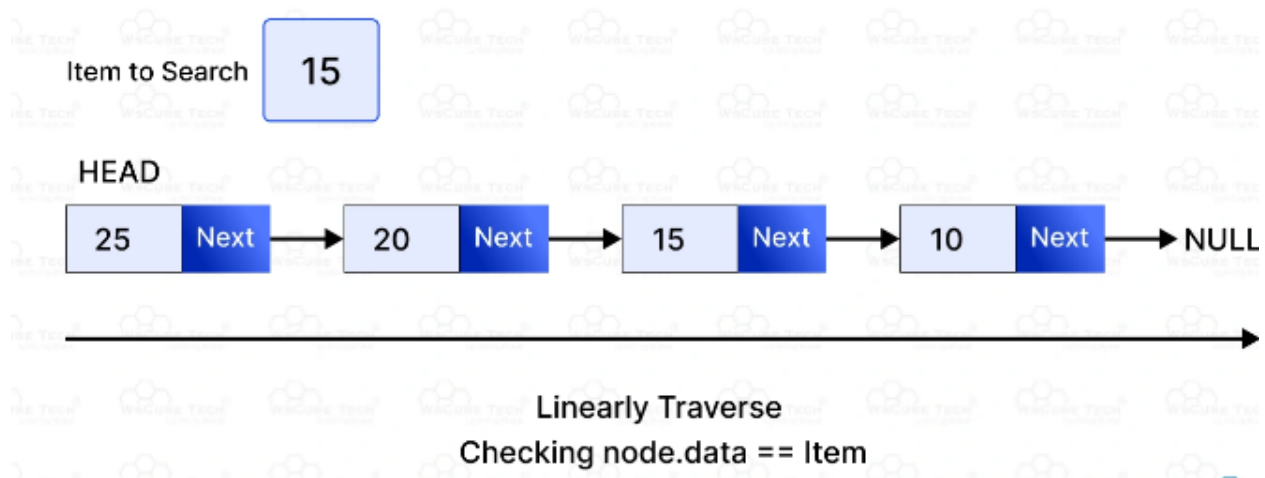 Item to Search 15
HEAD
25 Next 20 Next 15 Next 10 Next NULL
Linearly Traverse
Checking node.data == Item